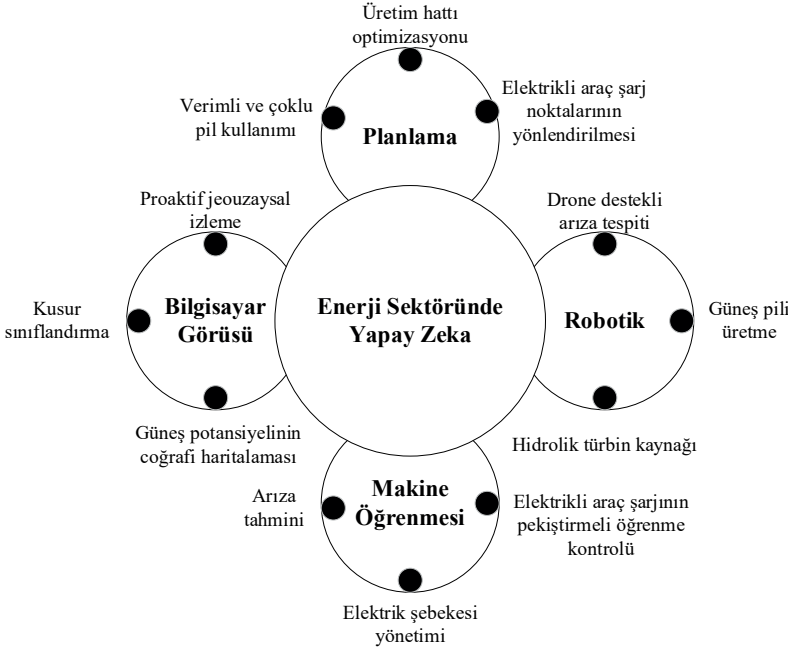 Üretim hattı
optimizasyonu
Verimli ve çoklu
pil kullanımı
Elektrikli araç şarj
noktalarının
yönlendirilmesi
Planlama
Proaktif jeouzaysal
izleme
Drone destekli
arıza tespiti
Kusur
sınıflandırma
Bilgisayar
Görüsü
Enerji Sektöründe
Yapay Zeka
Robotik
Güneş pili
üretme
Güneş potansiyelinin
coğrafi haritalaması
Hidrolik türbin kaynağı
Arıza
tahmini
Makine
Öğrenmesi
Elektrikli araç şarjının
pekiştirmeli öğrenme
kontrolü
Elektrik şebekesi
yönetimi